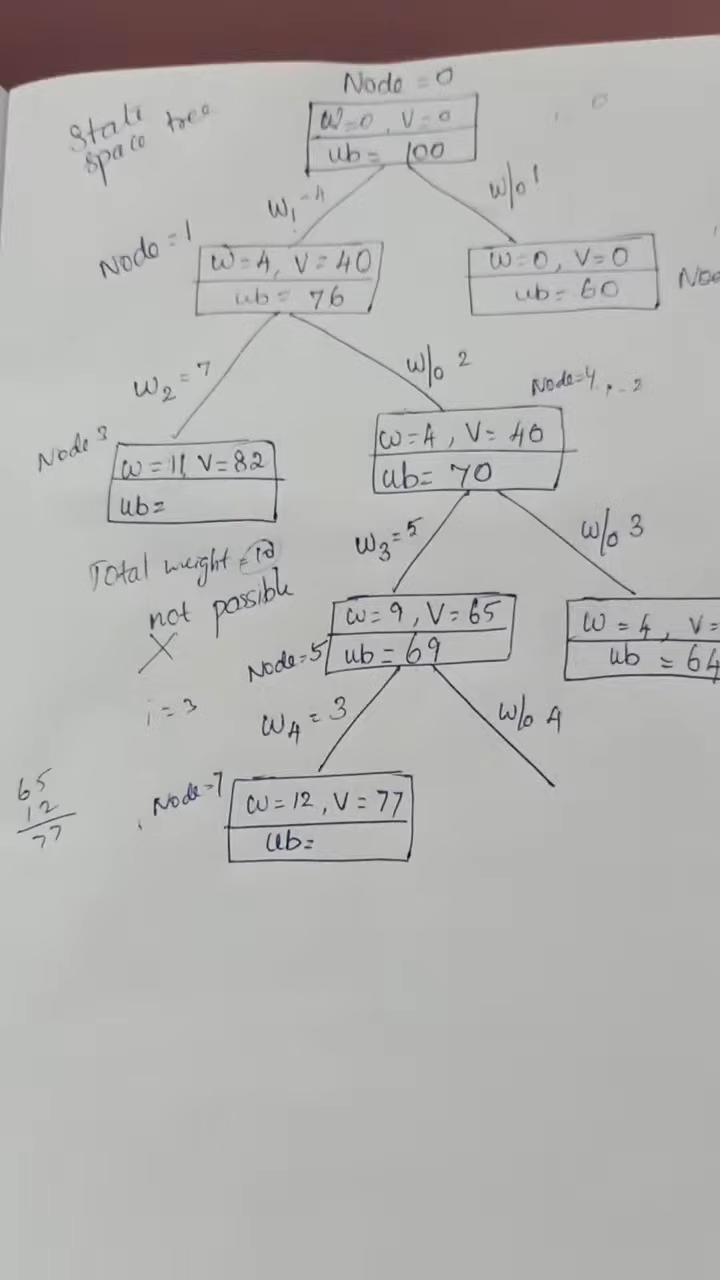 State
space tree
Node = 0
W=0, V=0
ub= 100
W₁=4
w/o 1
Node = 1
W=4, V=40
ub= 76
W=0, V=0
ub= 60
W₂ = 7
w/o 2
Node=4
Node 3
W=11, V=82
ub=
W=4, V=40
ub= 70
Total weight = 10
not possible
X
W₃=5
w/o 3
i=3
Node=5
W=9, V=65
ub=69
W=4, V=
ub = 64
W₄=3
w/o 4
65
12
77
Node=7
W=12, V=77
ub=